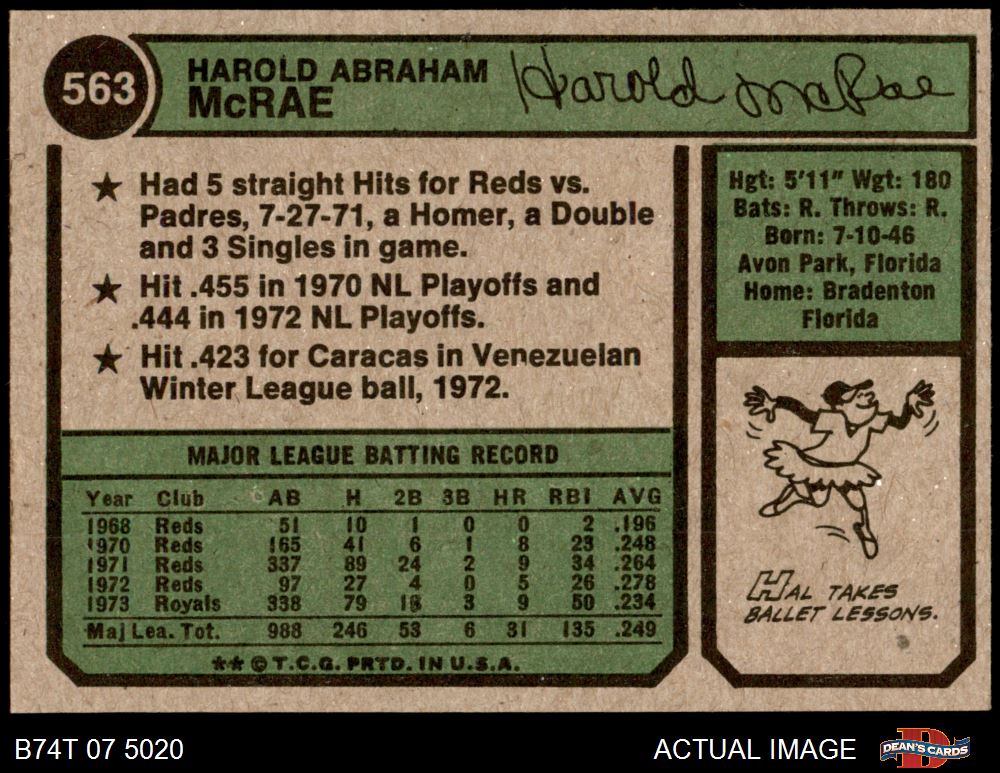 563
HAROLD ABRAHAM
McRAE
Harold McRae
★ Had 5 straight Hits for Reds vs.
Padres, 7-27-71, a Homer, a Double
and 3 Singles in game.
★ Hit .455 in 1970 NL Playoffs and
.444 in 1972 NL Playoffs.
★ Hit .423 for Caracas in Venezuelan
Winter League ball, 1972.
Hgt: 5'11" Wgt: 180
Bats: R. Throws: R.
Born: 7-10-46
Avon Park, Florida
Home: Bradenton
Florida
MAJOR LEAGUE BATTING RECORD
Year Club AB H 2B 3B HR RBI AVG
1968 Reds 51 10 1 0 0 2 .196
1970 Reds 165 41 6 1 8 23 .248
1971 Reds 337 89 24 2 9 34 .264
1972 Reds 97 27 4 0 5 26 .278
1973 Royals 338 79 18 3 9 50 .234
Maj Lea. Tot. 988 246 53 6 31 135 .249
★★ © T.C.G. PRTD. IN U.S.A.
HAL TAKES
BALLET LESSONS.
B74T 07 5020
ACTUAL IMAGE
DEAN'S CARDS